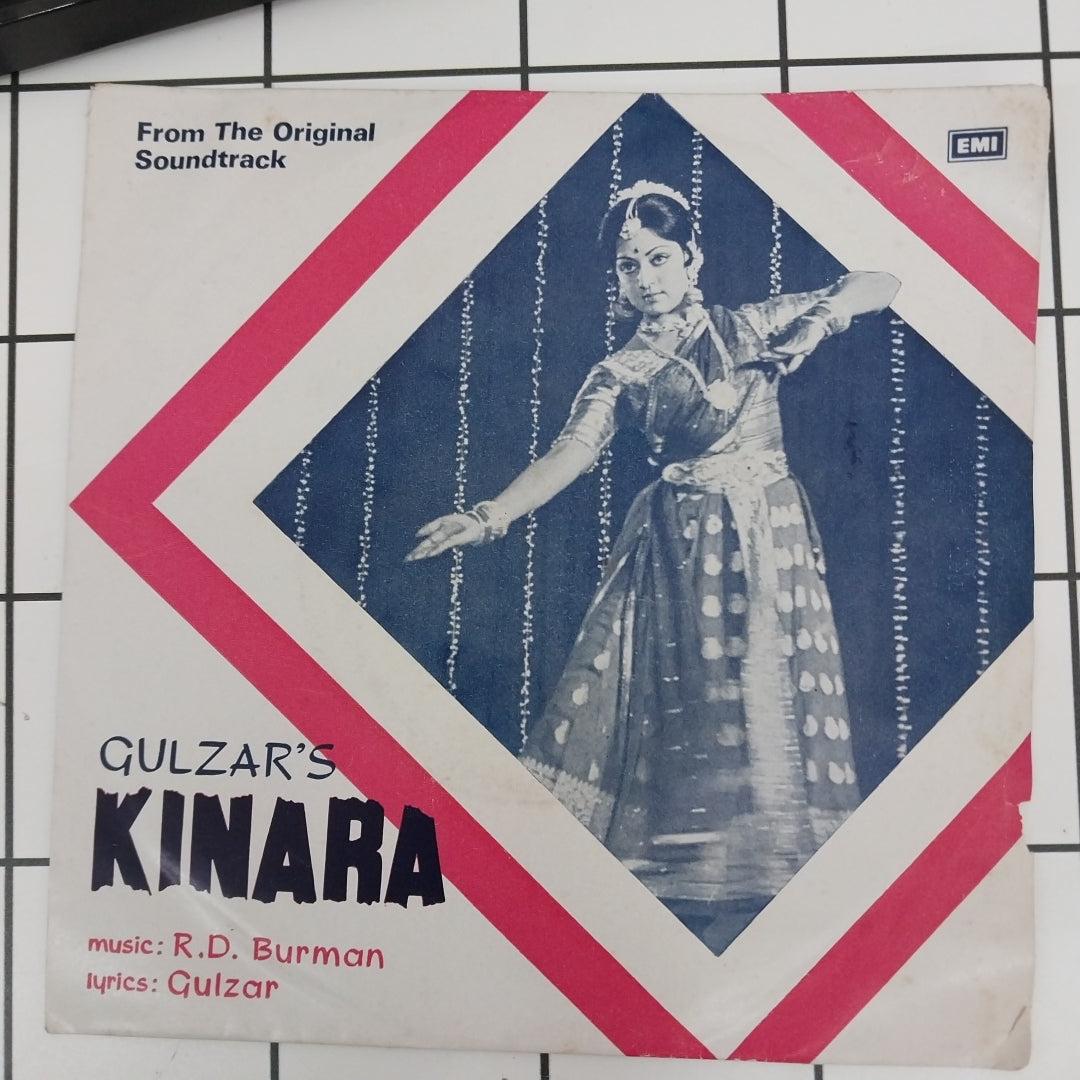 From The Original
Soundtrack
EMI
GULZAR'S
KINARA
music: R.D. Burman
lyrics: Gulzar